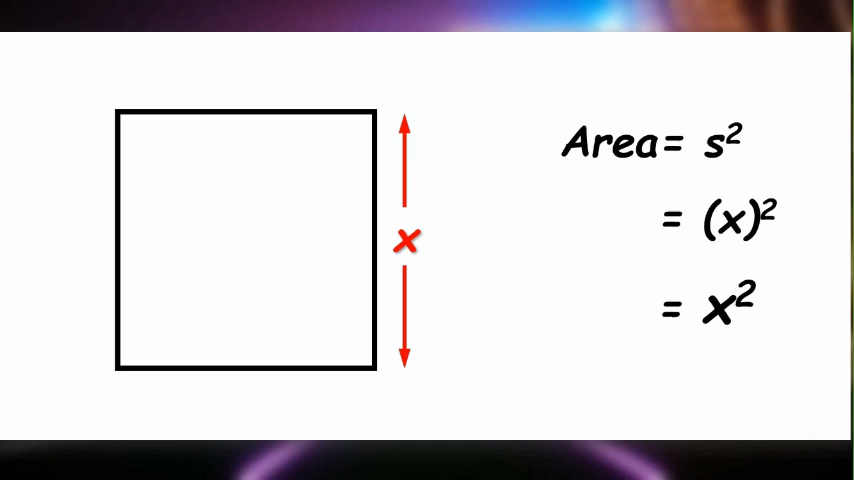 x
Area = s²
= (x)²
= x²